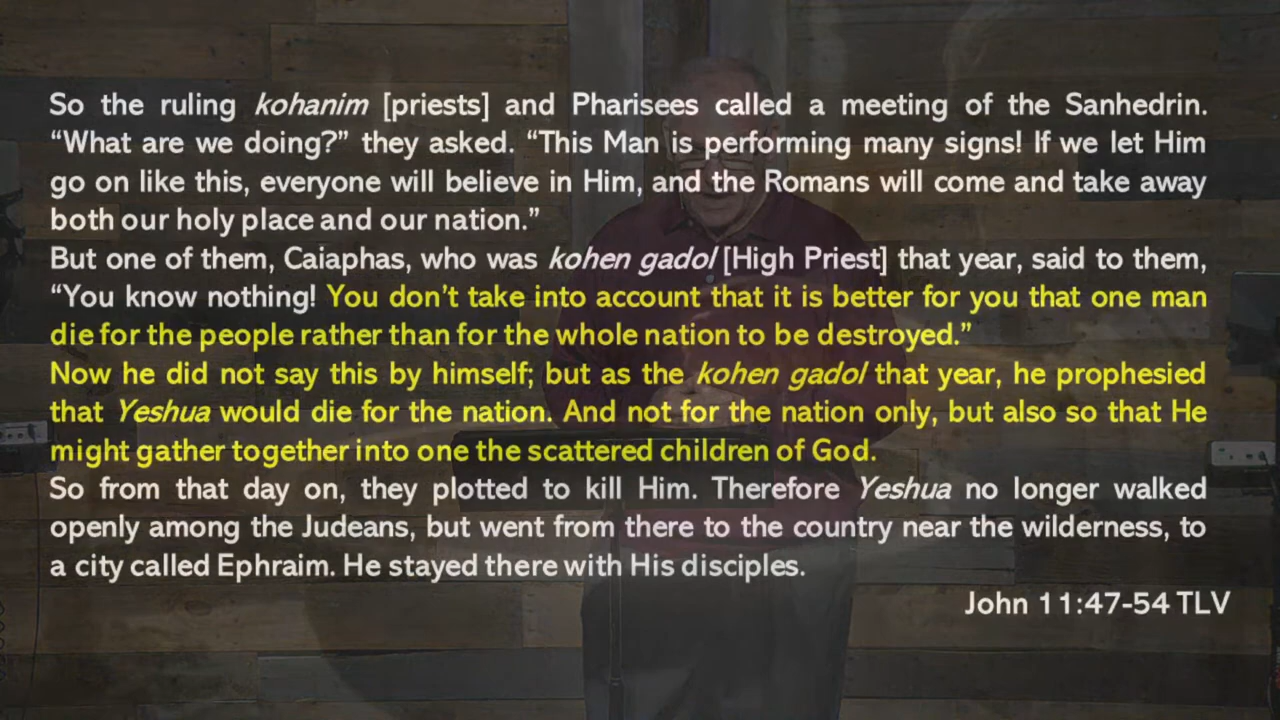 So the ruling kohanim [priests] and Pharisees called a meeting of the Sanhedrin.
“What are we doing?” they asked. “This Man is performing many signs! If we let Him
go on like this, everyone will believe in Him, and the Romans will come and take away
both our holy place and our nation.”
But one of them, Caiaphas, who was kohen gadol [High Priest] that year, said to them,
“You know nothing! You don’t take into account that it is better for you that one man
die for the people rather than for the whole nation to be destroyed.”
Now he did not say this by himself; but as the kohen gadol that year, he prophesied
that Yeshua would die for the nation. And not for the nation only, but also so that He
might gather together into one the scattered children of God.
So from that day on, they plotted to kill Him. Therefore Yeshua no longer walked
openly among the Judeans, but went from there to the country near the wilderness, to
a city called Ephraim. He stayed there with His disciples.
John 11:47-54 TLV